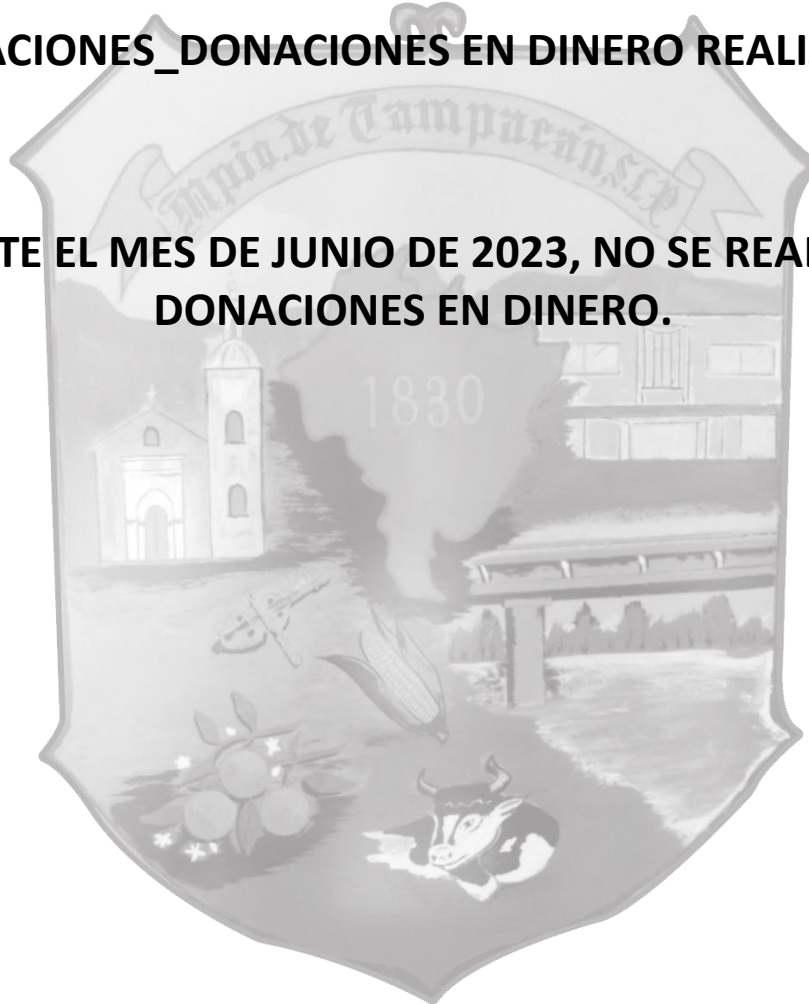 ACIONES_DONACIONES EN DINERO REALI
Mpio. de Tampacán, S.L.P.
TE EL MES DE JUNIO DE 2023, NO SE REA
DONACIONES EN DINERO.
1830